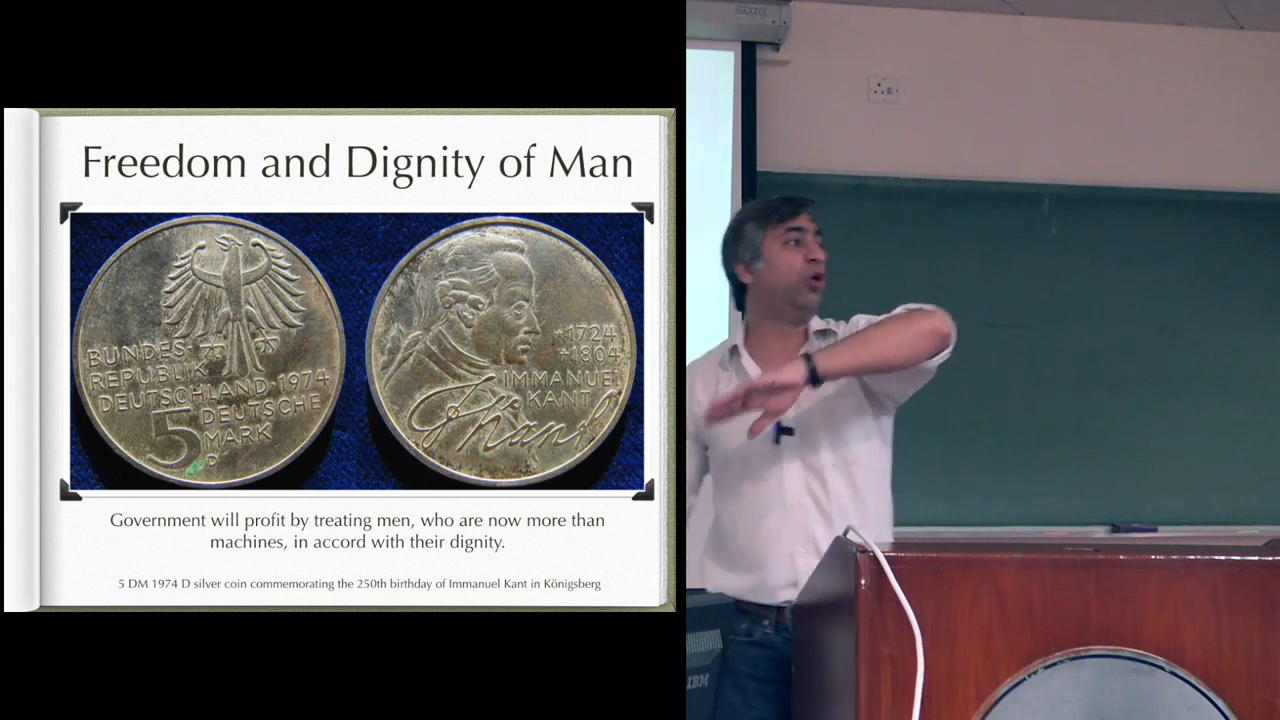 Freedom and Dignity of Man
BUNDES
REPUBLIK
DEUTSCHLAND 1974
5 DEUTSCHE
MARK
D
*1724
†1804
IMMANUEL
KANT
Kant
Government will profit by treating men, who are now more than
machines, in accord with their dignity.
5 DM 1974 D silver coin commemorating the 250th birthday of Immanuel Kant in Königsberg
IBM